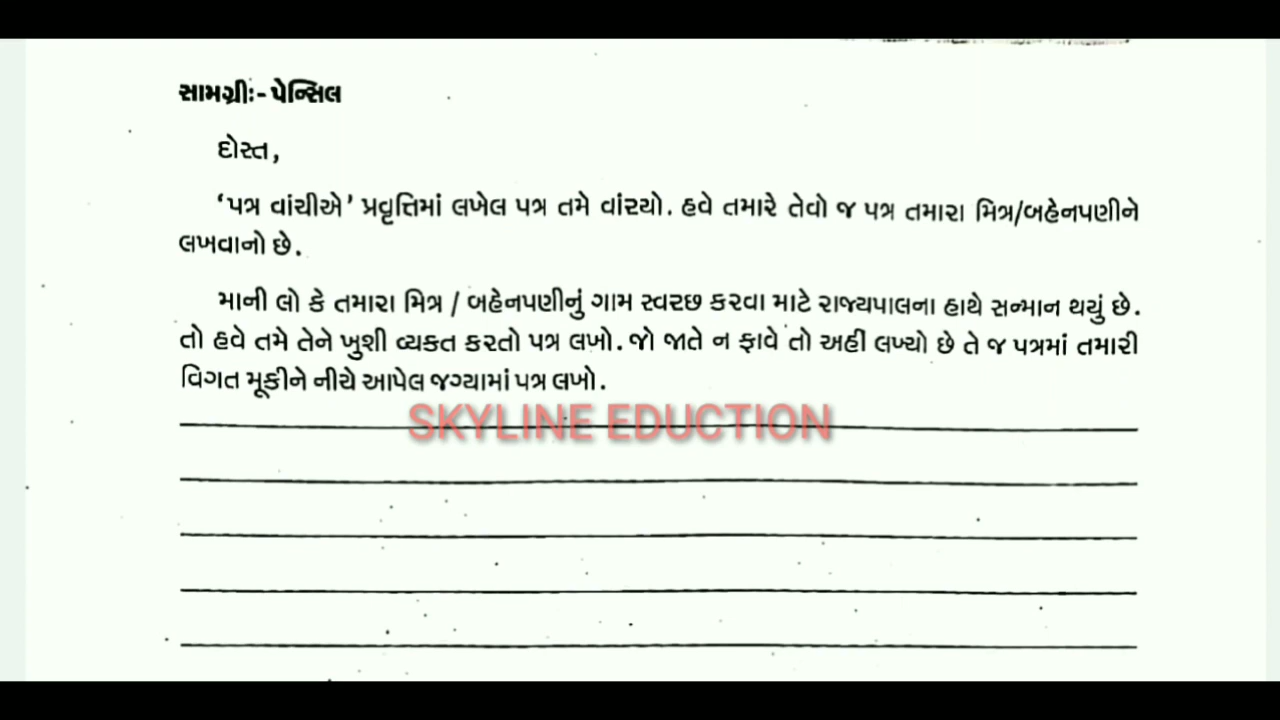 સામગ્રીઃ- પેન્સિલ
દોસ્ત,
‘પત્ર વાંચીએ’ પ્રવૃત્તિમાં લખેલ પત્ર તમે વાંચ્યો. હવે તમારે તેવો જ પત્ર તમારા મિત્ર/બહેનપણીને
લખવાનો છે.
માની લો કે તમારા મિત્ર / બહેનપણીનું ગામ સ્વચ્છ કરવા માટે રાજ્યપાલના હાથે સન્માન થયું છે.
તો હવે તમે તેને ખુશી વ્યકત કરતો પત્ર લખો. જો જાતે ન ફાવે તો અહીં લખ્યો છે તે જ પત્રમાં તમારી
વિગત મૂકીને નીચે આપેલ જગ્યામાં પત્ર લખો.
SKYLINE EDUCTION